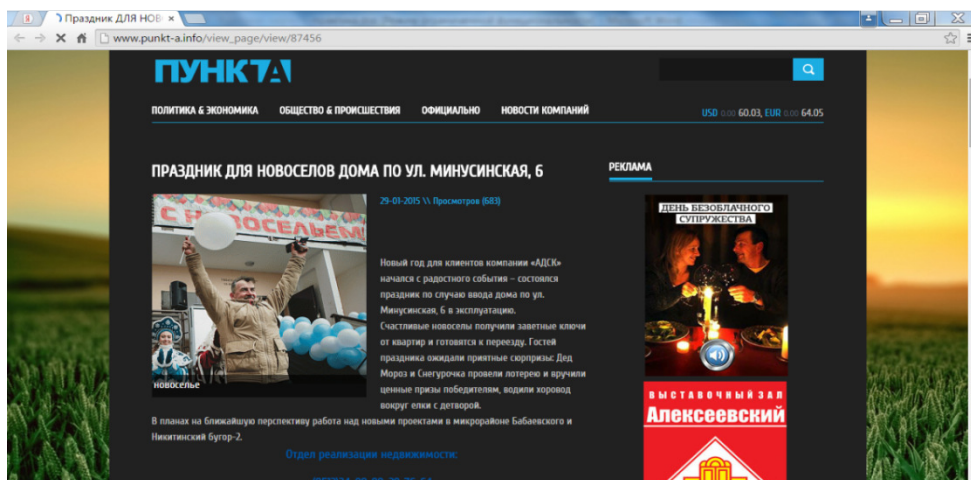 Праздник ДЛЯ НОВ
www.punkt-a.info/view_page/view/87456
ПУНКТА
ПОЛИТИКА & ЭКОНОМИКА ОБЩЕСТВО & ПРОИСШЕСТВИЯ ОФИЦИАЛЬНО НОВОСТИ КОМПАНИЙ
USD 0.00 60.03, EUR 0.00 64.05
ПРАЗДНИК ДЛЯ НОВОСЕЛОВ ДОМА ПО УЛ. МИНУСИНСКАЯ, 6
РЕКЛАМА
29-01-2015 \\ Просмотров (683)
С НОВОСЕЛЬЕМ
Новый год для клиентов компании «АДСК»
начался с радостного события – состоялся
праздник по случаю ввода дома по ул.
Минусинская, 6 в эксплуатацию.
Счастливые новоселы получили заветные ключи
от квартир и готовятся к переезду. Гостей
праздника ожидали приятные сюрпризы: Дед
Мороз и Снегурочка провели лотерею и вручили
ценные призы победителям, водили хоровод
вокруг елки с детворой.
новоселье
В планах на ближайшую перспективу работа над новыми проектами в микрорайоне Бабаевского и
Никитинский бугор-2.
Отдел реализации недвижимости:
ДЕНЬ БЕЗОБЛАЧНОГО
СУПРУЖЕСТВА
ВЫСТАВОЧНЫЙ ЗАЛ
Алексеевский